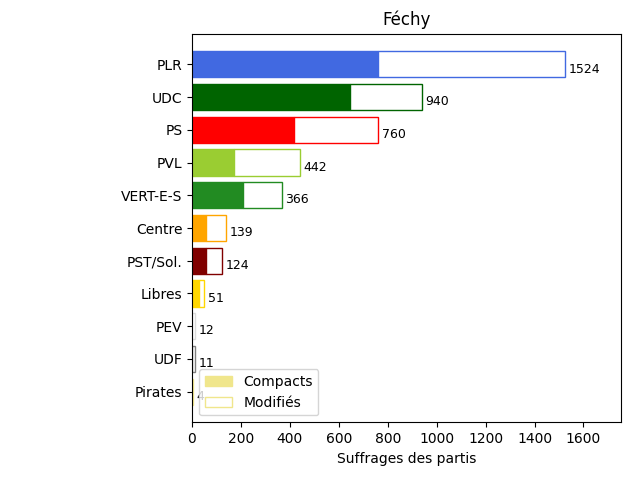 Féchy
PLR 1524
UDC 940
PS 760
PVL 442
VERT-E-S 366
Centre 139
PST/Sol. 124
Libres 51
PEV 12
UDF 11
Pirates 4
Compacts
Modifiés
0 200 400 600 800 1000 1200 1400 1600
Suffrages des partis